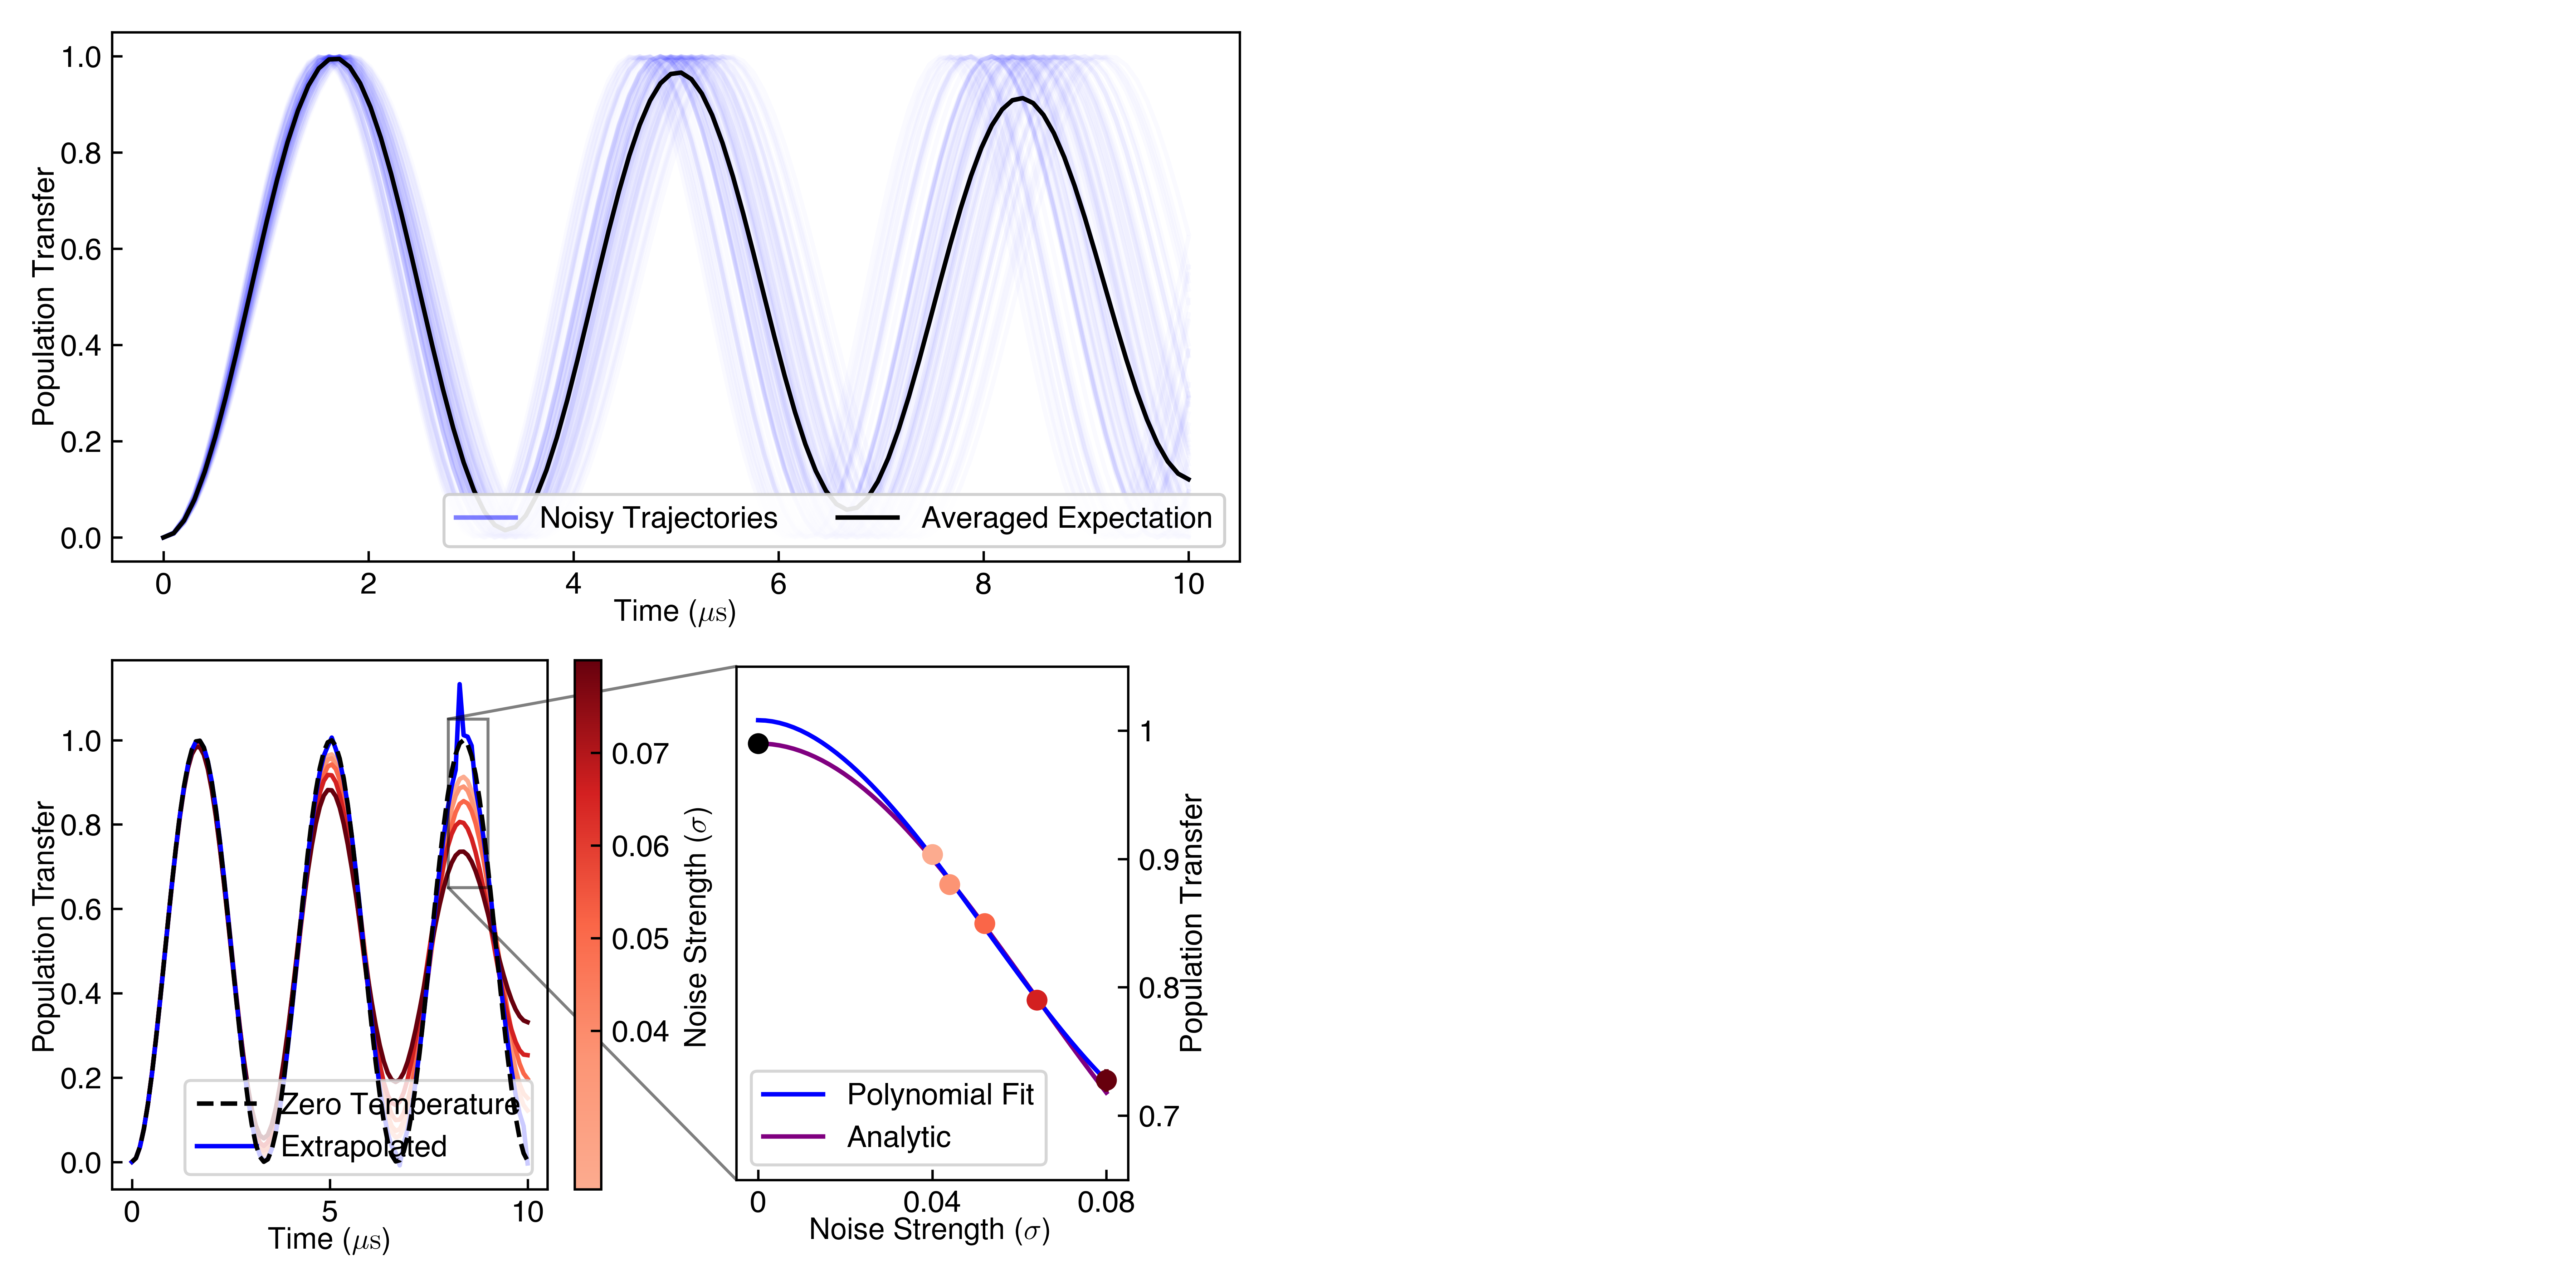 Population Transfer
1.0
0.8
0.6
0.4
0.2
0.0
Noisy Trajectories
Averaged Expectation
0 2 4 6 8 10
Time (μs)
Population Transfer
1.0
0.8
0.6
0.4
0.2
0.0
Zero Temperature
Extrapolated
0 5 10
Time (μs)
0.07
0.06
0.05
0.04
Noise Strength (σ)
Polynomial Fit
Analytic
0 0.04 0.08
Noise Strength (σ)
1
0.9
0.8
0.7
Population Transfer